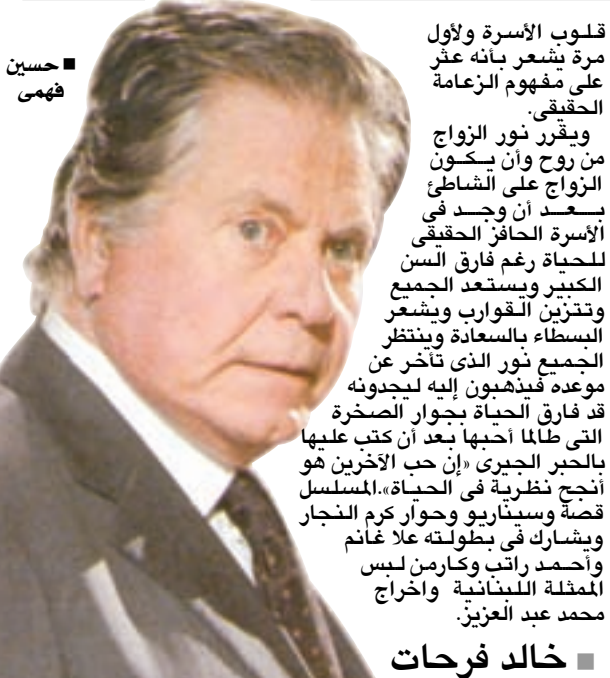 قلوب الأسرة ولأول
مرة يشعر بأنه عثر
على مفهوم الزعامة
الحقيقى.
ويقرر نور الزواج
من روح وأن يكون
الزواج على الشاطئ
بعد أن وجد فى
الأسرة الحافز الحقيقى
للحياة رغم فارق السن
الكبير ويستعد الجميع
وتتزين القوارب ويشعر
البسطاء بالسعادة وينتظر
الجميع نور الذى تأخر عن
موعده فيذهبون إليه ليجدونه
قد فارق الحياة بجوار الصخرة
التى طالما أحبها بعد أن كتب عليها
بالحبر الجيرى «إن حب الآخرين هو
أنجح نظرية فى الحياة».المسلسل
قصة وسيناريو وحوار كرم النجار
ويشارك فى بطولته علا غانم
وأحمد راتب وكارمن لبس
الممثلة اللبنانية واخراج
محمد عبد العزيز.
■ خالد فرحات
■ حسين
فهمى